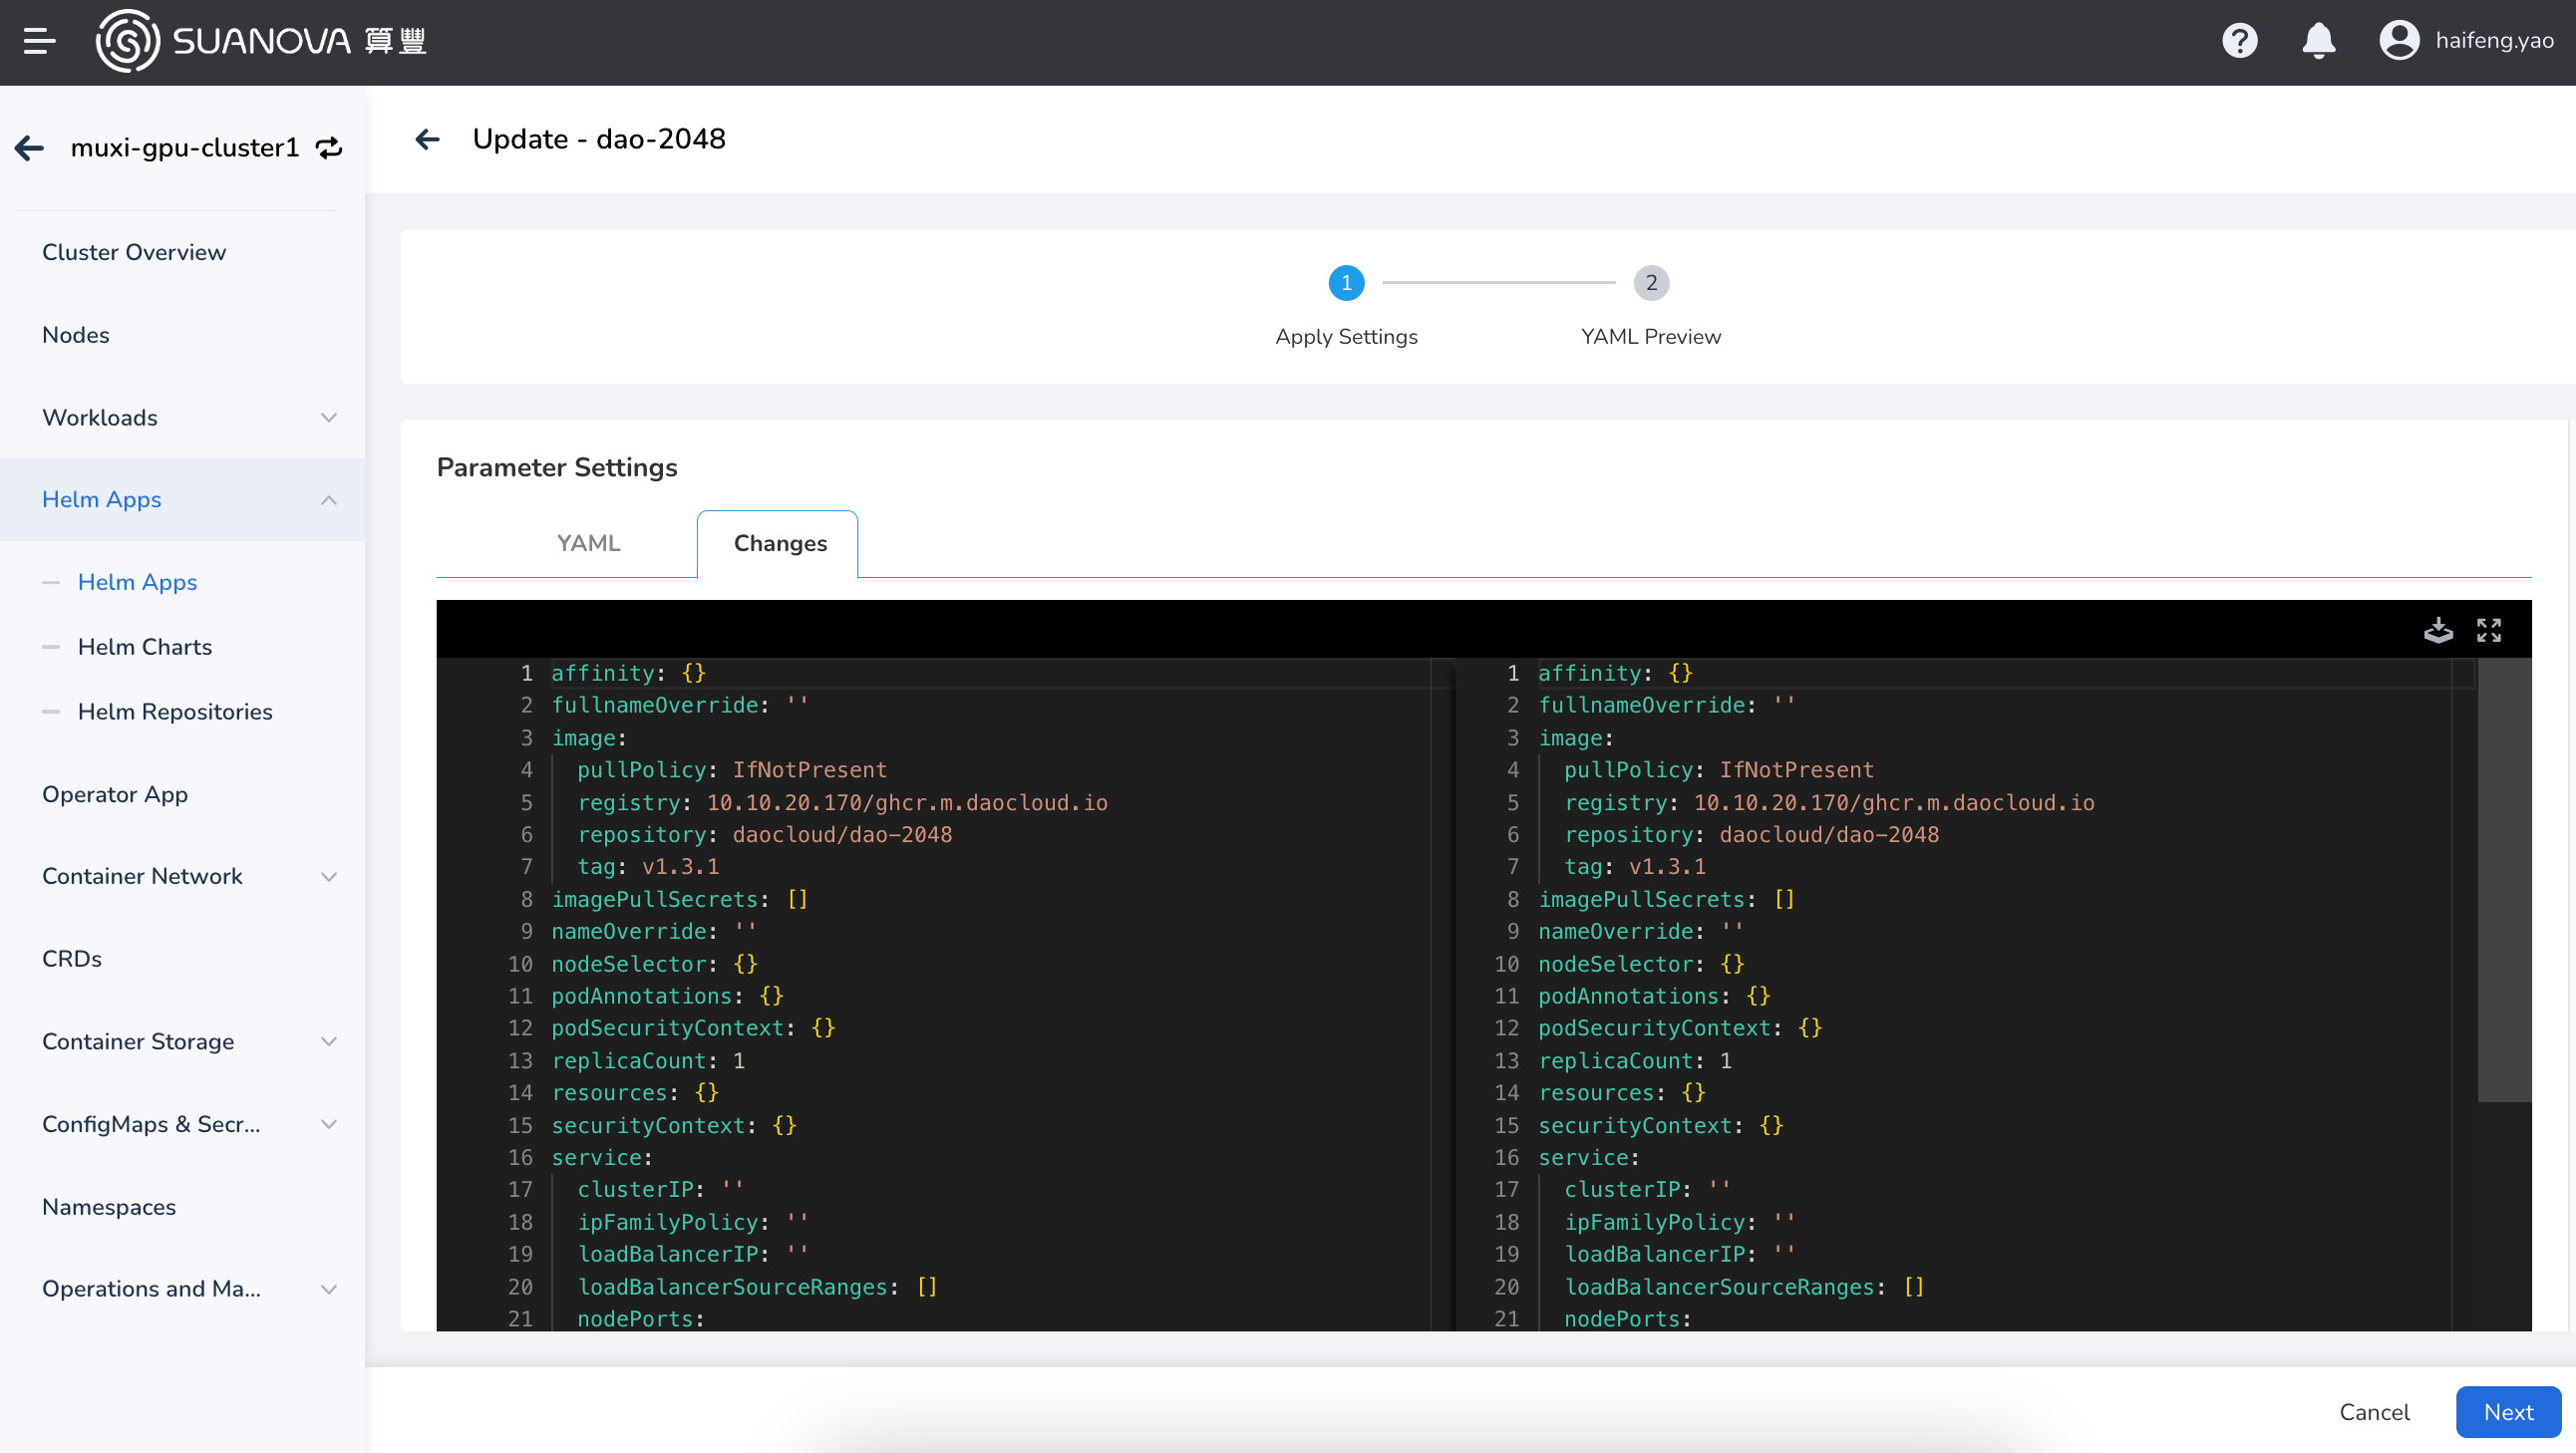 SUANOVA 算豐
haifeng.yao
muxi-gpu-cluster1
Cluster Overview
Nodes
Workloads
Helm Apps
Helm Apps
Helm Charts
Helm Repositories
Operator App
Container Network
CRDs
Container Storage
ConfigMaps & Secr...
Namespaces
Operations and Ma...
Update - dao-2048
1
2
Apply Settings
YAML Preview
Parameter Settings
YAML
Changes
1 affinity: {}
2 fullnameOverride: ''
3 image:
4 pullPolicy: IfNotPresent
5 registry: 10.10.20.170/ghcr.m.daocloud.io
6 repository: daocloud/dao-2048
7 tag: v1.3.1
8 imagePullSecrets: []
9 nameOverride: ''
10 nodeSelector: {}
11 podAnnotations: {}
12 podSecurityContext: {}
13 replicaCount: 1
14 resources: {}
15 securityContext: {}
16 service:
17 clusterIP: ''
18 ipFamilyPolicy: ''
19 loadBalancerIP: ''
20 loadBalancerSourceRanges: []
21 nodePorts:
1 affinity: {}
2 fullnameOverride: ''
3 image:
4 pullPolicy: IfNotPresent
5 registry: 10.10.20.170/ghcr.m.daocloud.io
6 repository: daocloud/dao-2048
7 tag: v1.3.1
8 imagePullSecrets: []
9 nameOverride: ''
10 nodeSelector: {}
11 podAnnotations: {}
12 podSecurityContext: {}
13 replicaCount: 1
14 resources: {}
15 securityContext: {}
16 service:
17 clusterIP: ''
18 ipFamilyPolicy: ''
19 loadBalancerIP: ''
20 loadBalancerSourceRanges: []
21 nodePorts:
Cancel
Next